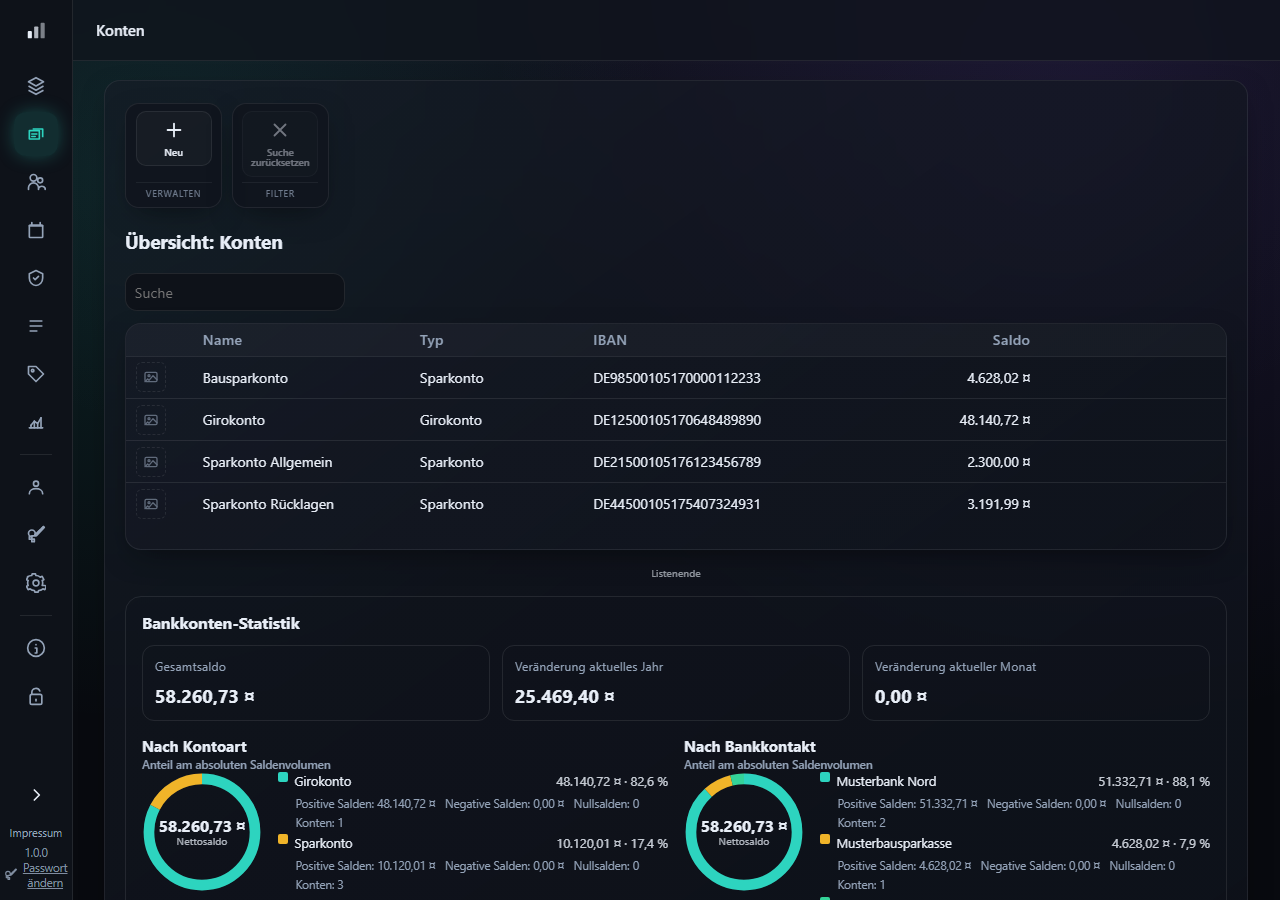 Konten
Neu
Suche
zurücksetzen
VERWALTEN
FILTER
Übersicht: Konten
Suche
Name Typ IBAN Saldo
Bausparkonto Sparkonto DE98500105170000112233 4.628,02 ¤
Girokonto Girokonto DE12500105170648489890 48.140,72 ¤
Sparkonto Allgemein Sparkonto DE21500105176123456789 2.300,00 ¤
Sparkonto Rücklagen Sparkonto DE44500105175407324931 3.191,99 ¤
Listenende
Bankkonten-Statistik
Gesamtsaldo
58.260,73 ¤
Veränderung aktuelles Jahr
25.469,40 ¤
Veränderung aktueller Monat
0,00 ¤
Nach Kontoart
Anteil am absoluten Saldenvolumen
58.260,73 ¤
Nettosaldo
Girokonto 48.140,72 ¤ · 82,6 %
Positive Salden: 48.140,72 ¤ Negative Salden: 0,00 ¤ Nullsalden: 0
Konten: 1
Sparkonto 10.120,01 ¤ · 17,4 %
Positive Salden: 10.120,01 ¤ Negative Salden: 0,00 ¤ Nullsalden: 0
Konten: 3
Nach Bankkontakt
Anteil am absoluten Saldenvolumen
58.260,73 ¤
Nettosaldo
Musterbank Nord 51.332,71 ¤ · 88,1 %
Positive Salden: 51.332,71 ¤ Negative Salden: 0,00 ¤ Nullsalden: 0
Konten: 2
Musterbausparkasse 4.628,02 ¤ · 7,9 %
Positive Salden: 4.628,02 ¤ Negative Salden: 0,00 ¤ Nullsalden: 0
Konten: 1
Impressum
1.0.0
Passwort
ändern